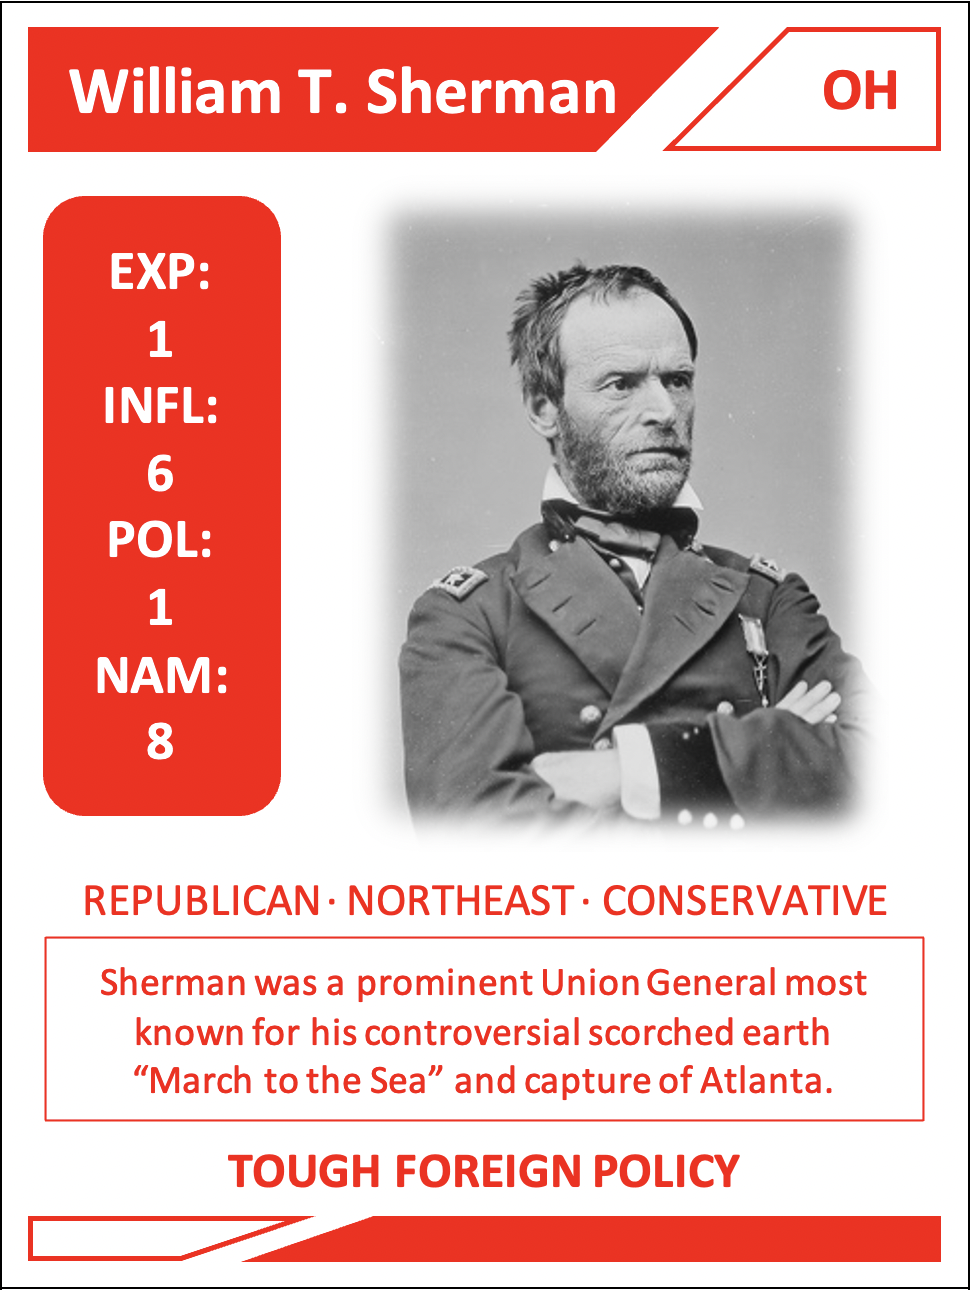 William T. Sherman
OH
EXP:
1
INFL:
6
POL:
1
NAM:
8
REPUBLICAN · NORTHEAST · CONSERVATIVE
Sherman was a prominent Union General most
known for his controversial scorched earth
“March to the Sea” and capture of Atlanta.
TOUGH FOREIGN POLICY